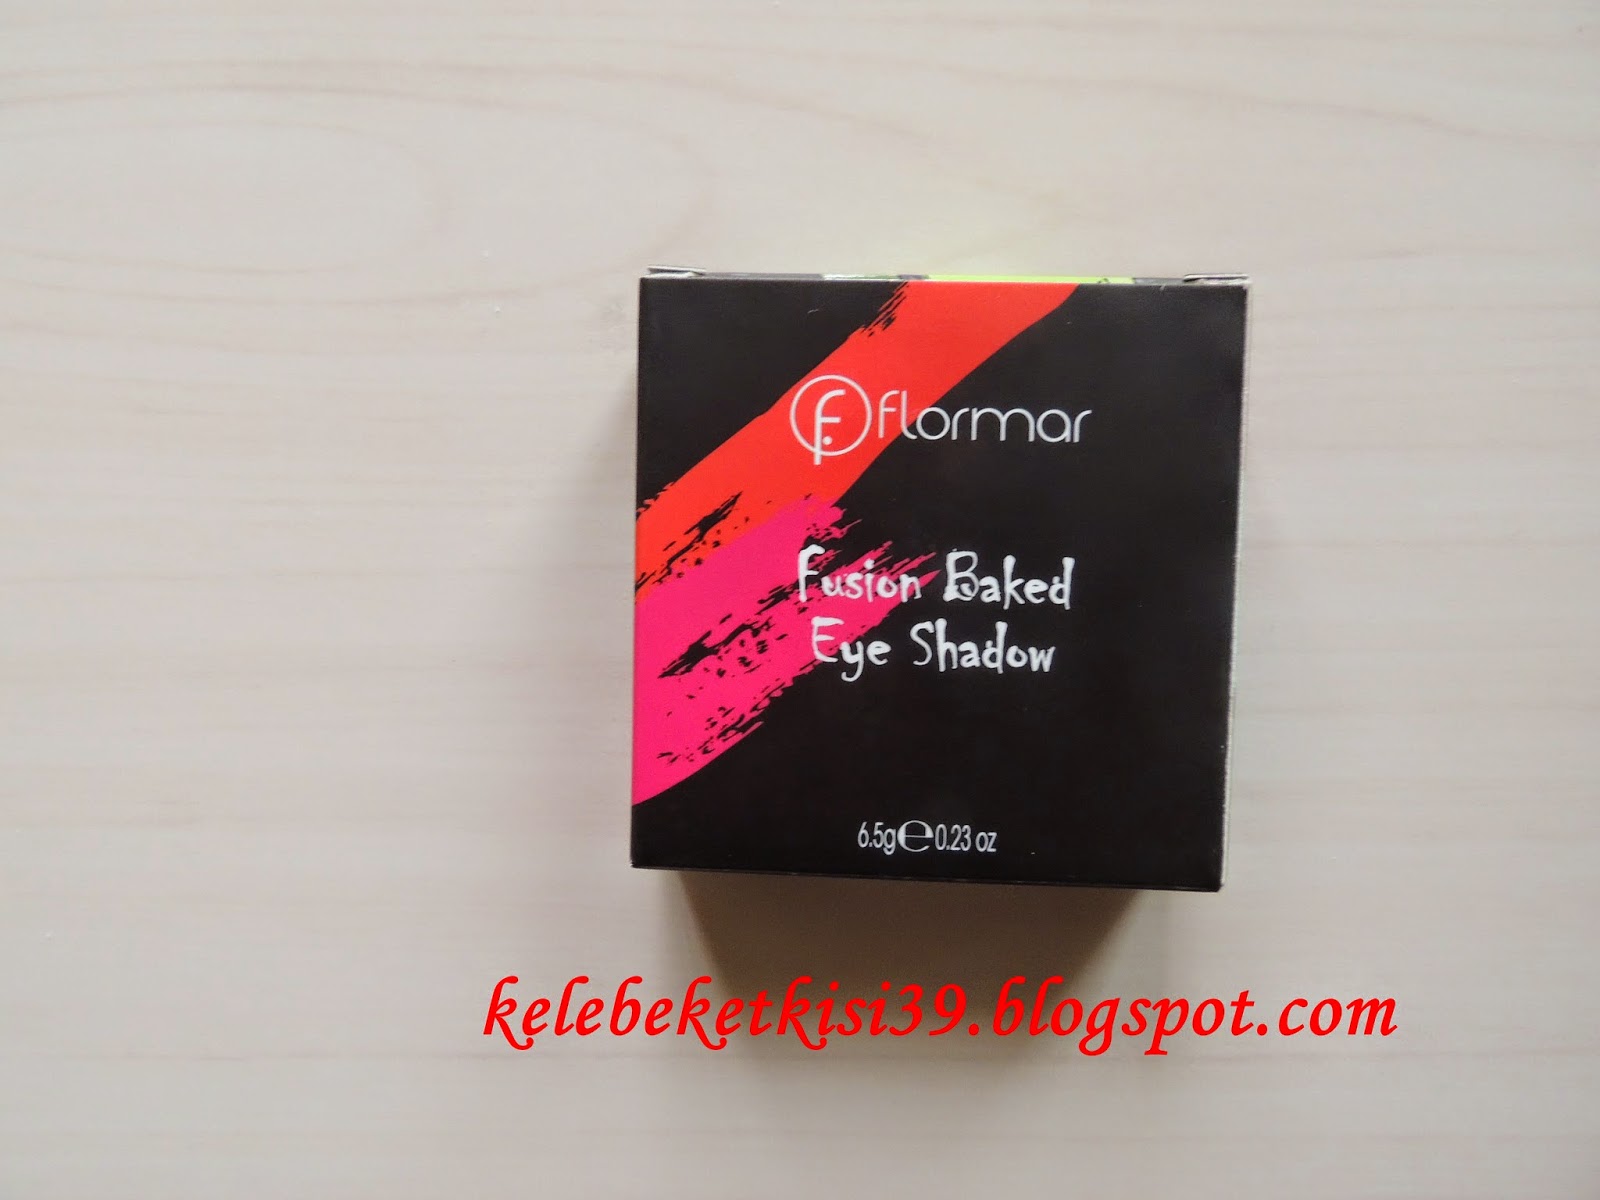 flormar
Fusion Baked
Eye Shadow
6.5g℮0.23 oz
kelebeketkisi39.blogspot.com